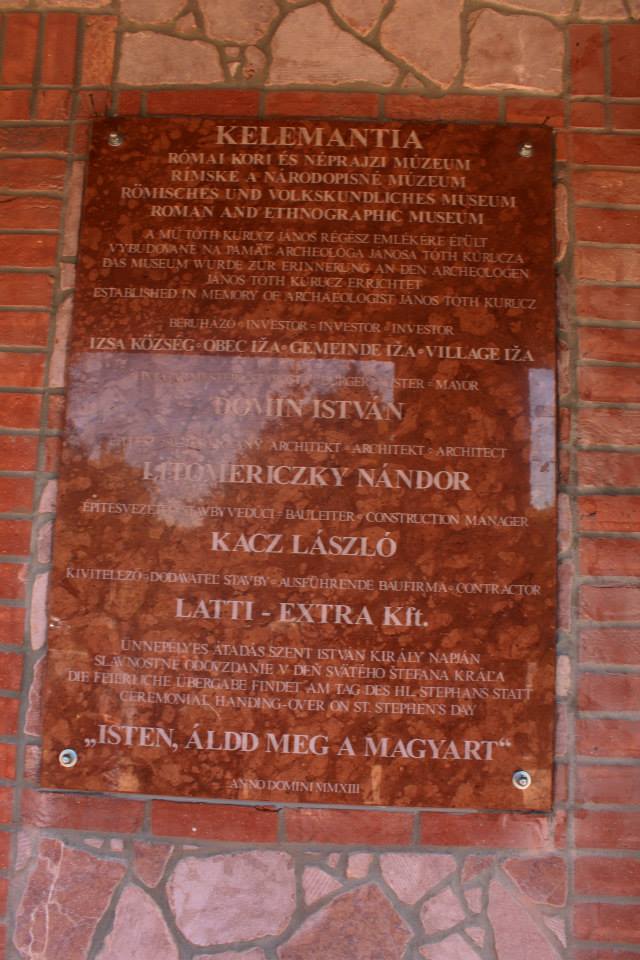 KELEMANTIA
RÓMAI KORI ÉS NÉPRAJZI MÚZEUM
RÍMSKE A NÁRODOPISNÉ MÚZEUM
RÖMISCHES UND VOLKSKUNDLICHES MUSEUM
ROMAN AND ETHNOGRAPHIC MUSEUM
A MŰ TÓTH KURUCZ JÁNOS RÉGÉSZ EMLÉKÉRE ÉPÜLT
VYBUDOVANÉ NA PAMÄT ARCHEOLÓGA JÁNOSA TÓTH KURUCZA
DAS MUSEUM WURDE ZUR ERINNERUNG AN DEN ARCHEOLOGEN
JÁNOS TÓTH KURUCZ ERRICHTET
ESTABLISHED IN MEMORY OF ARCHAEOLOGIST JÁNOS TÓTH KURUCZ
BERUHÁZÓ▫INVESTOR▫INVESTOR▫INVESTOR
IZSA KÖZSÉG▫OBEC IŽA▫GEMEINDE IŽA▫VILLAGE IŽA
MAYOR
DOMIN ISTVÁN
ARCHITEKT▫ARCHITEKT▫ARCHITECT
LITOMERICZKY NÁNDOR
ÉPÍTÉSVEZETŐ▫STAVBYVEDÚCI▫BAULEITER▫CONSTRUCTION MANAGER
KACZ LÁSZLÓ
KIVITELEZŐ▫DODÁVATEĽ STAVBY▫AUSFÜHRENDE BAUFIRMA▫CONTRACTOR
LATTI - EXTRA Kft.
ÜNNEPÉLYES ÁTADÁS SZENT ISTVÁN KIRÁLY NAPJÁN
SLÁVNOSTNÉ ODOVZDANIE V DEŇ SVÄTÉHO ŠTEFANA KRÁĽA
DIE FEIERLICHE ÜBERGABE FINDET AM TAG DES HL. STEPHANS STATT
CEREMONIAL HANDING-OVER ON ST. STEPHEN'S DAY
„ISTEN, ÁLDD MEG A MAGYART“
ANNO DOMINI MMXIII